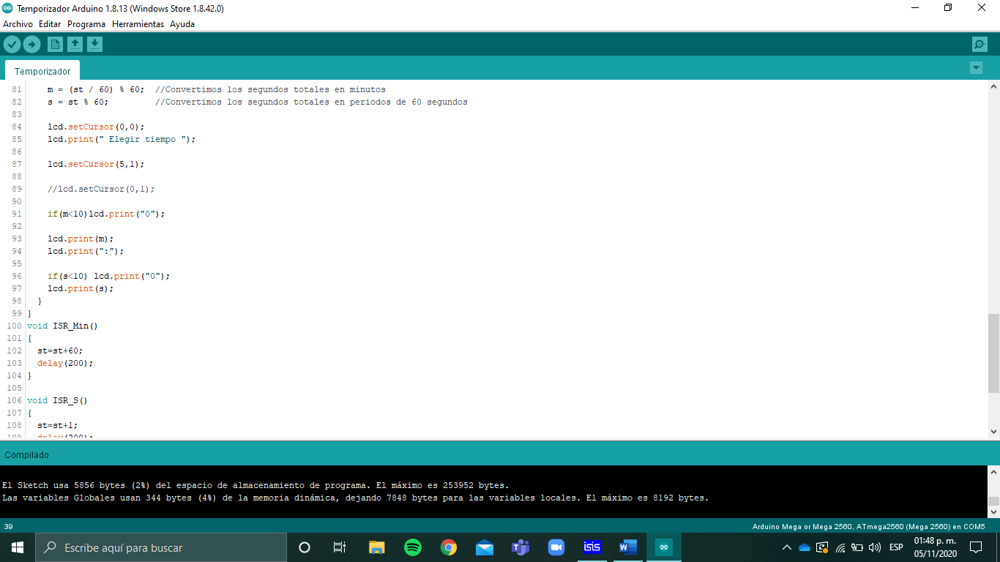 Temporizador Arduino 1.8.13 (Windows Store 1.8.42.0)
Archivo Editar Programa Herramientas Ayuda
Temporizador
81 m = (st / 60) % 60; //Convertimos los segundos totales en minutos
82 s = st % 60; //Convertimos los segundos totales en periodos de 60 segundos
83
84 lcd.setCursor(0,0);
85 lcd.print(" Elegir tiempo ");
86
87 lcd.setCursor(5,1);
88
89 //lcd.setCursor(0,1);
90
91 if(m<10)lcd.print("0");
92
93 lcd.print(m);
94 lcd.print(":");
95
96 if(s<10) lcd.print("0");
97 lcd.print(s);
98 }
99 }
100 void ISR_Min()
101 {
102 st=st+60;
103 delay(200);
104 }
105
106 void ISR_S()
107 {
108 st=st+1;
109 delay(200);
Compilado
El Sketch usa 5856 bytes (2%) del espacio de almacenamiento de programa. El máximo es 253952 bytes.
Las variables Globales usan 344 bytes (4%) de la memoria dinámica, dejando 7848 bytes para las variables locales. El máximo es 8192 bytes.
39 Arduino Mega or Mega 2560, ATmega2560 (Mega 2560) en COM5
Escribe aquí para buscar
isis
W
ESP
01:48 p. m.
05/11/2020